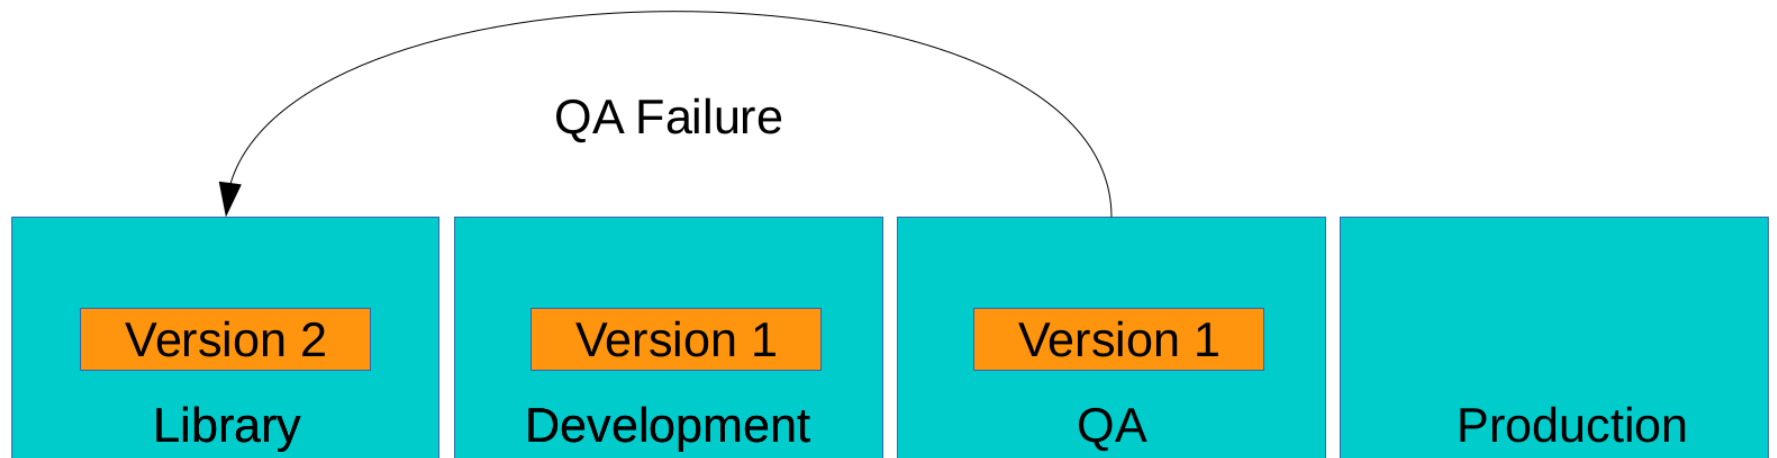 QA Failure
Version 2
Version 1
Version 1
Library
Development
QA
Production